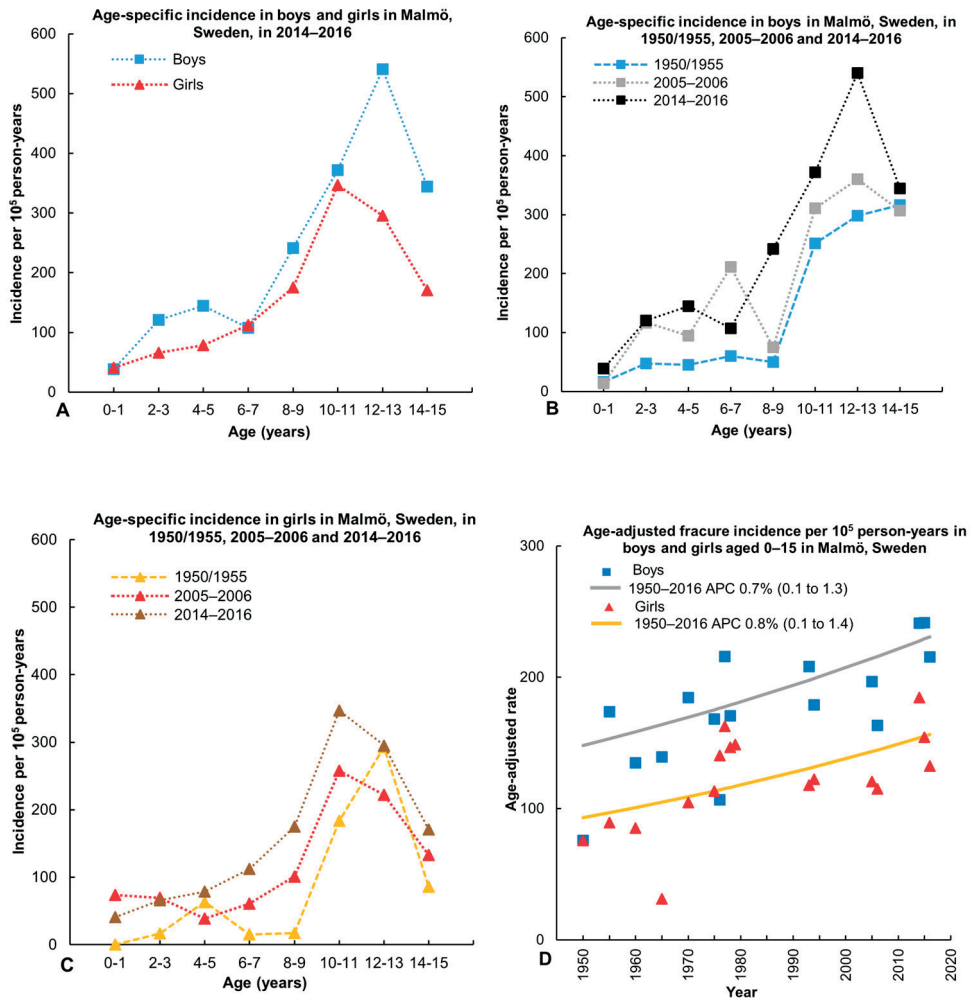 Age-specific incidence in boys and girls in Malmö,
Sweden, in 2014–2016
600
500
400
300
200
100
0
Incidence per 10⁵ person-years
Boys
Girls
A
0-1 2-3 4-5 6-7 8-9 10-11 12-13 14-15
Age (years)
Age-specific incidence in boys in Malmö, Sweden, in
1950/1955, 2005–2006 and 2014–2016
600
500
400
300
200
100
0
Incidence per 10⁵ person-years
1950/1955
2005–2006
2014–2016
B
0-1 2-3 4-5 6-7 8-9 10-11 12-13 14-15
Age (years)
Age-specific incidence in girls in Malmö, Sweden, in
1950/1955, 2005–2006 and 2014–2016
600
500
400
300
200
100
0
Incidence per 10⁵ person-years
1950/1955
2005–2006
2014–2016
C
0-1 2-3 4-5 6-7 8-9 10-11 12-13 14-15
Age (years)
Age-adjusted fracure incidence per 10⁵ person-years in
boys and girls aged 0–15 in Malmö, Sweden
300
200
100
0
Age-adjusted rate
Boys
1950–2016 APC 0.7% (0.1 to 1.3)
Girls
1950–2016 APC 0.8% (0.1 to 1.4)
D
1950 1960 1970 1980 1990 2000 2010 2020
Year